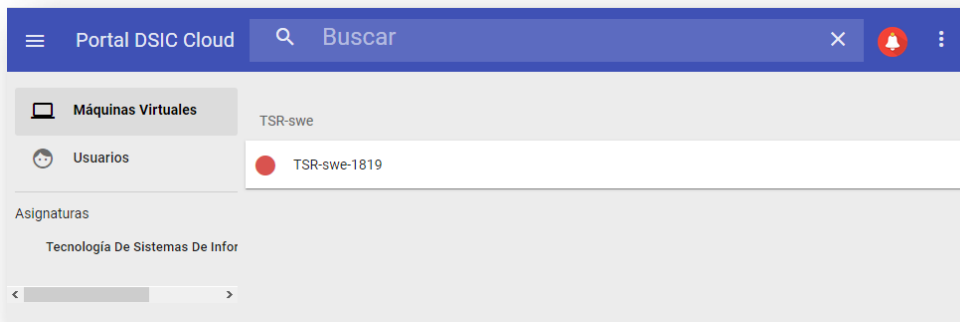 Portal DSIC Cloud
Buscar
Máquinas Virtuales
Usuarios
Asignaturas
Tecnología De Sistemas De Infor
TSR-swe
TSR-swe-1819